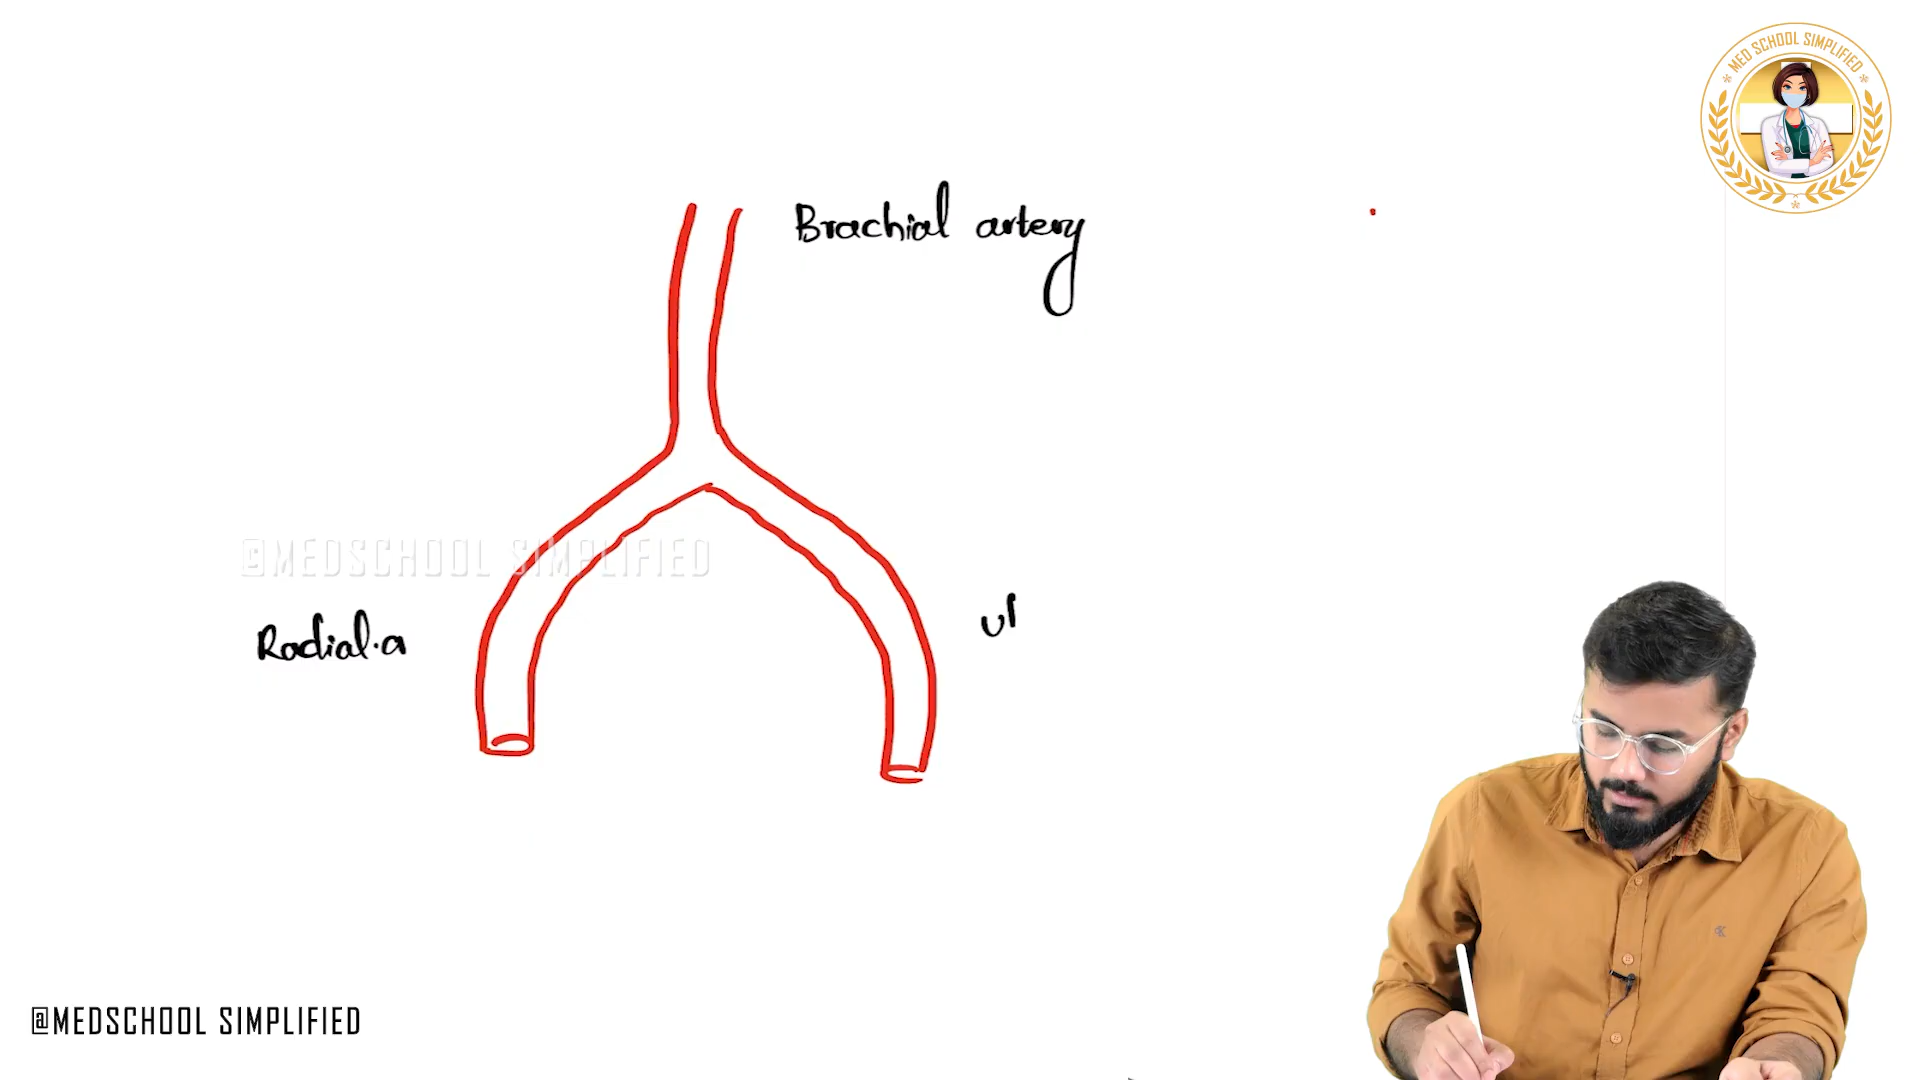 MED SCHOOL SIMPLIFIED
Brachial artery
@MEDSCHOOL SIMPLIFIED
Radial.a
ul
@MEDSCHOOL SIMPLIFIED